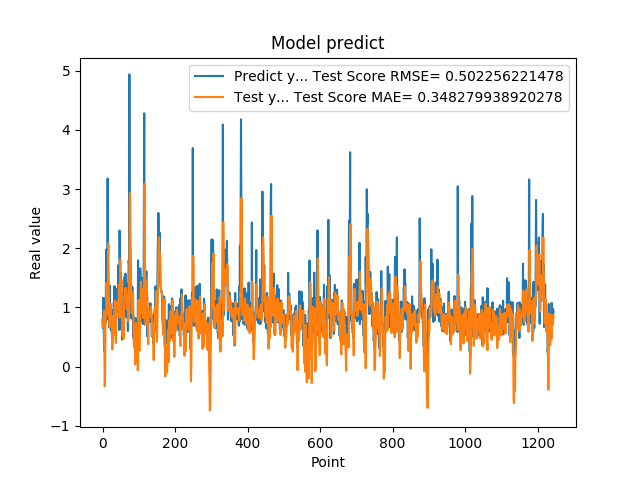 Model predict
Predict y... Test Score RMSE= 0.502256221478
Test y... Test Score MAE= 0.348279938920278
Real value
5
4
3
2
1
0
−1
0 200 400 600 800 1000 1200
Point